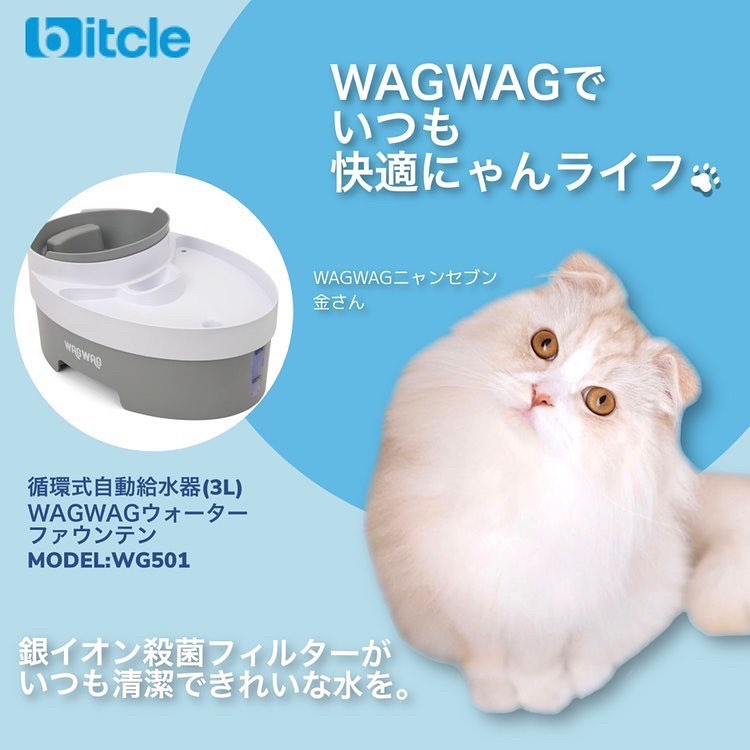 bitcle
WAGWAGで
いつも
快適にゃんライフ
WAGWAGニャンセブン
金さん
WAGWAG
循環式自動給水器(3L)
WAGWAGウォーター
ファウンテン
MODEL:WG501
銀イオン殺菌フィルターが
いつも清潔できれいな水を。